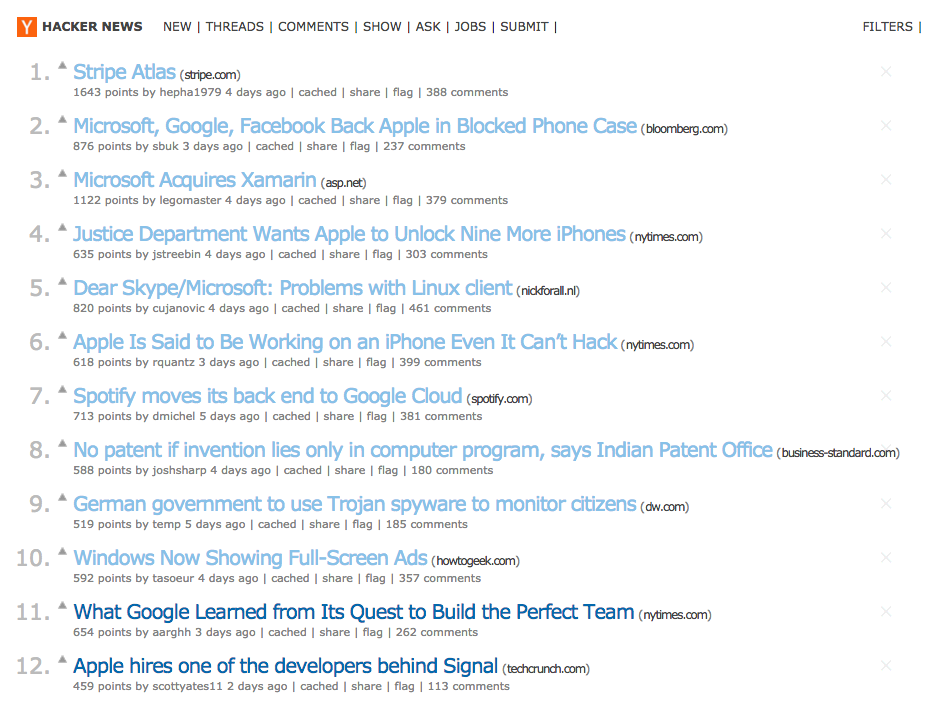 Y HACKER NEWS NEW | THREADS | COMMENTS | SHOW | ASK | JOBS | SUBMIT | FILTERS |
1. Stripe Atlas (stripe.com)
1643 points by hepha1979 4 days ago | cached | share | flag | 388 comments
2. Microsoft, Google, Facebook Back Apple in Blocked Phone Case (bloomberg.com)
876 points by sbuk 3 days ago | cached | share | flag | 237 comments
3. Microsoft Acquires Xamarin (asp.net)
1122 points by legomaster 4 days ago | cached | share | flag | 379 comments
4. Justice Department Wants Apple to Unlock Nine More iPhones (nytimes.com)
635 points by jstreebin 4 days ago | cached | share | flag | 303 comments
5. Dear Skype/Microsoft: Problems with Linux client (nickforall.nl)
820 points by cujanovic 4 days ago | cached | share | flag | 461 comments
6. Apple Is Said to Be Working on an iPhone Even It Can’t Hack (nytimes.com)
618 points by rquantz 3 days ago | cached | share | flag | 399 comments
7. Spotify moves its back end to Google Cloud (spotify.com)
713 points by dmichel 5 days ago | cached | share | flag | 381 comments
8. No patent if invention lies only in computer program, says Indian Patent Office (business-standard.com)
588 points by joshsharp 4 days ago | cached | share | flag | 180 comments
9. German government to use Trojan spyware to monitor citizens (dw.com)
519 points by temp 5 days ago | cached | share | flag | 185 comments
10. Windows Now Showing Full-Screen Ads (howtogeek.com)
592 points by tasoeur 4 days ago | cached | share | flag | 357 comments
11. What Google Learned from Its Quest to Build the Perfect Team (nytimes.com)
654 points by aarghh 3 days ago | cached | share | flag | 262 comments
12. Apple hires one of the developers behind Signal (techcrunch.com)
459 points by scottyates11 2 days ago | cached | share | flag | 113 comments